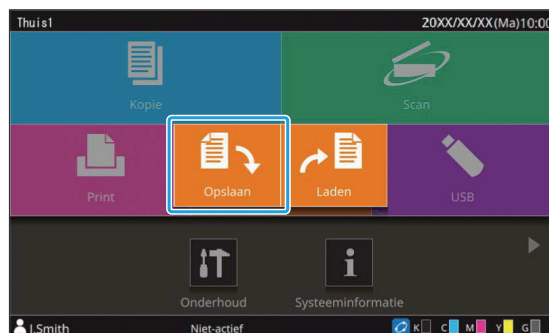 Thuis1 20XX/XX/XX(Ma)10:00
Kopie Scan
Print Opslaan Laden USB
Onderhoud Systeeminformatie
J.Smith Niet-actief K C M Y G